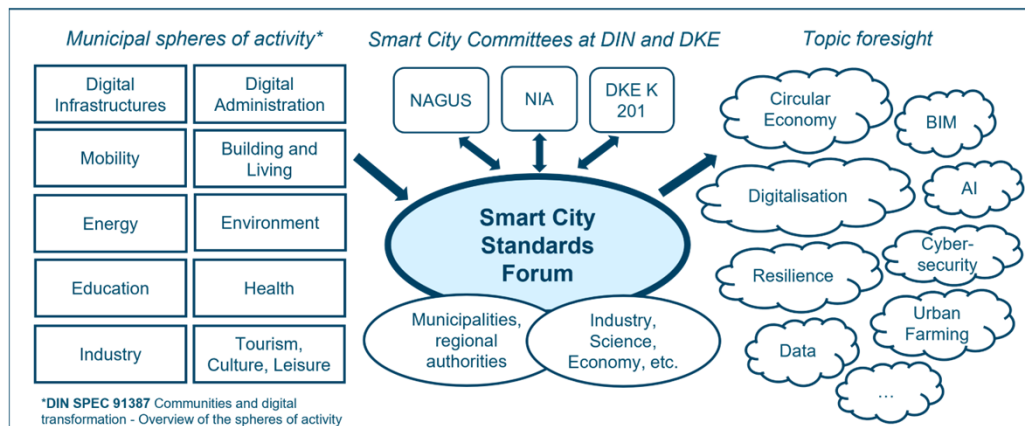 Municipal spheres of activity*
Digital
Infrastructures
Digital
Administration
Mobility
Building and
Living
Energy
Environment
Education
Health
Industry
Tourism,
Culture, Leisure
*DIN SPEC 91387 Communities and digital
transformation - Overview of the spheres of activity
Smart City Committees at DIN and DKE
NAGUS
NIA
DKE K
201
Smart City
Standards
Forum
Municipalities,
regional
authorities
Industry,
Science,
Economy, etc.
Topic foresight
Circular
Economy
BIM
Digitalisation
AI
Resilience
Cyber-
security
Data
Urban
Farming
...